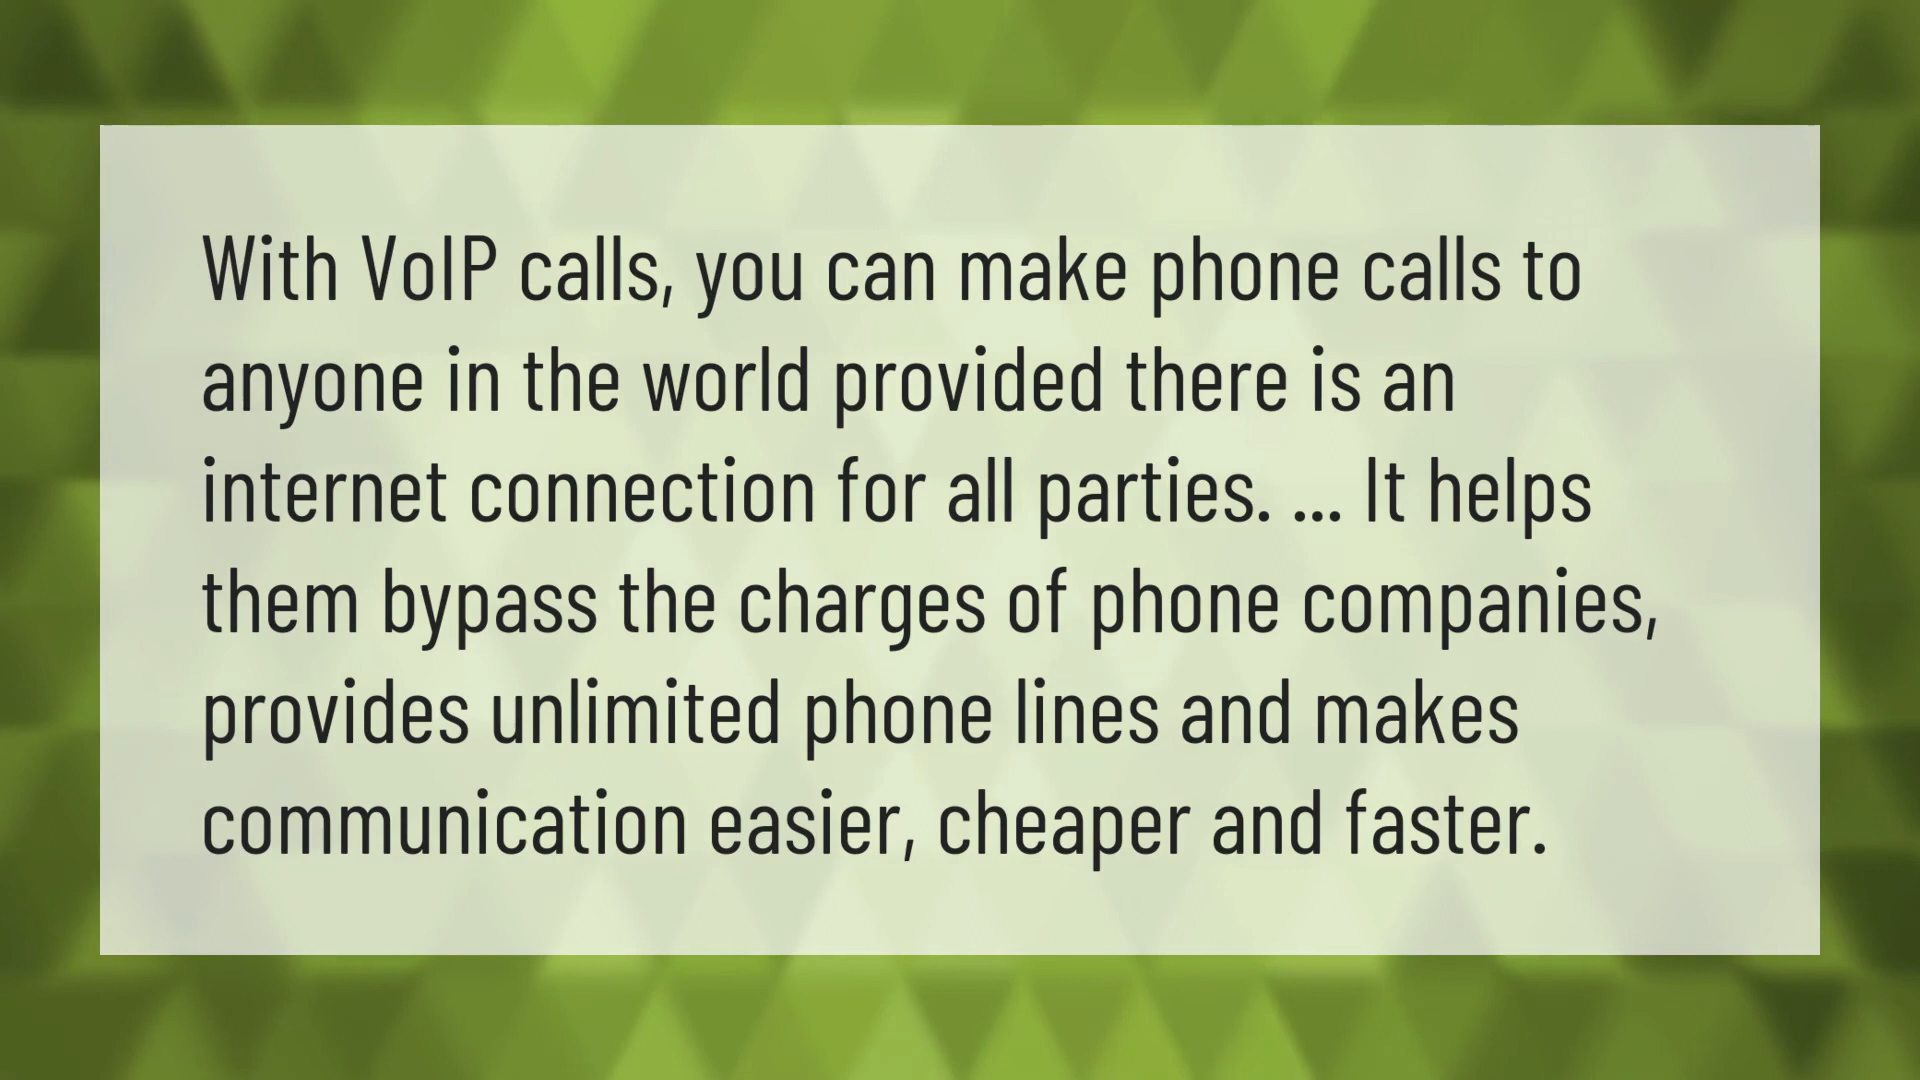 With VoIP calls, you can make phone calls to
anyone in the world provided there is an
internet connection for all parties. ... It helps
them bypass the charges of phone companies,
provides unlimited phone lines and makes
communication easier, cheaper and faster.